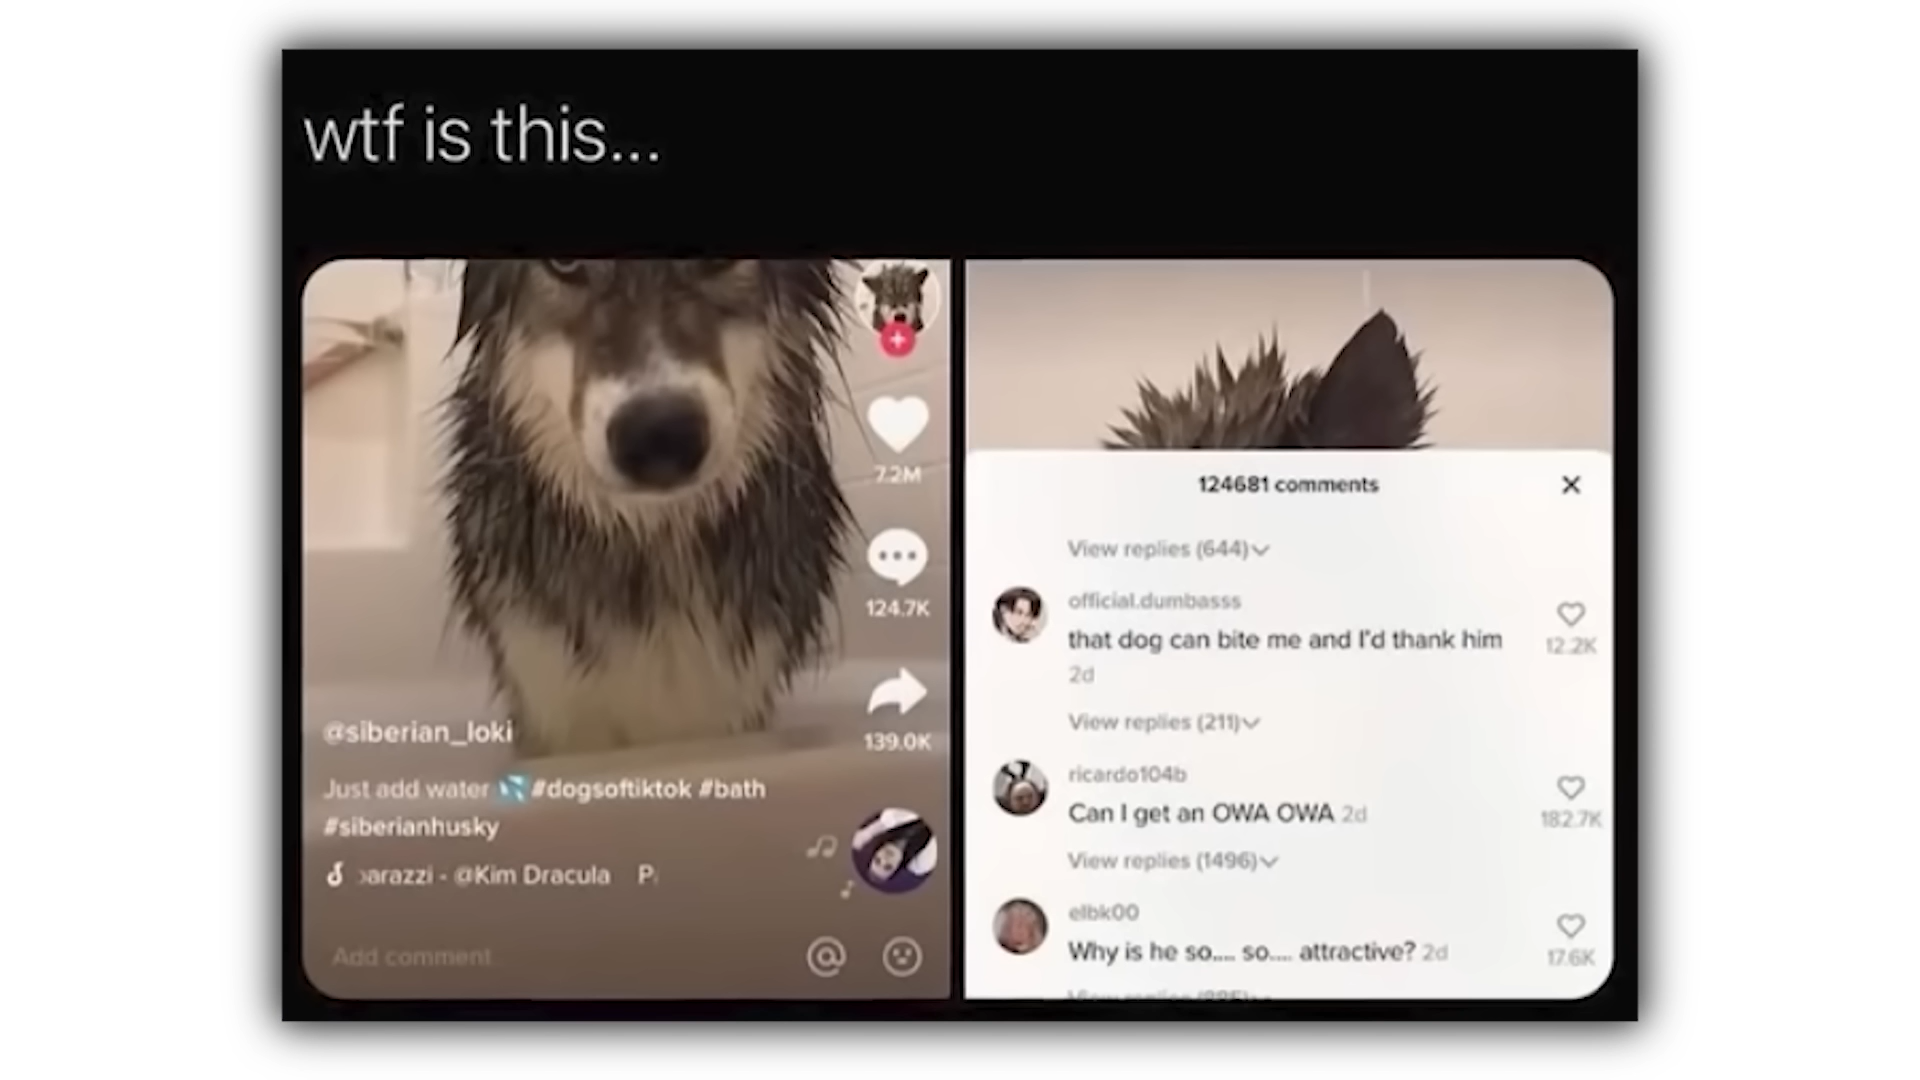 wtf is this...
7.2M
124.7K
139.0K
@siberian_loki
Just add water 💦 #dogsoftiktok #bath
#siberianhusky
arazzi - @Kim Dracula P
Add comment
124681 comments
View replies (644)
official.dumbasss
that dog can bite me and I'd thank him
2d
12.2K
View replies (211)
ricardo104b
Can I get an OWA OWA 2d
182.7K
View replies (1496)
elbk00
Why is he so.... so.... attractive? 2d
17.6K